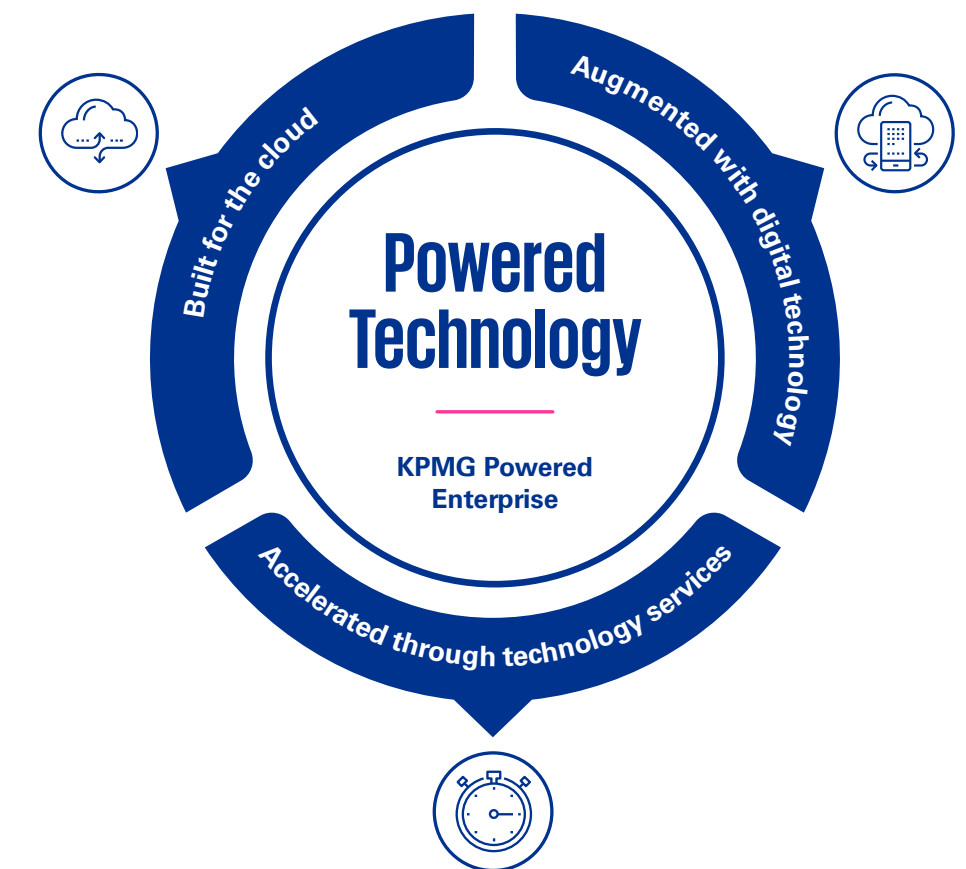 Built for the cloud
Augmented with digital technology
Powered
Technology
KPMG Powered
Enterprise
Accelerated through technology services